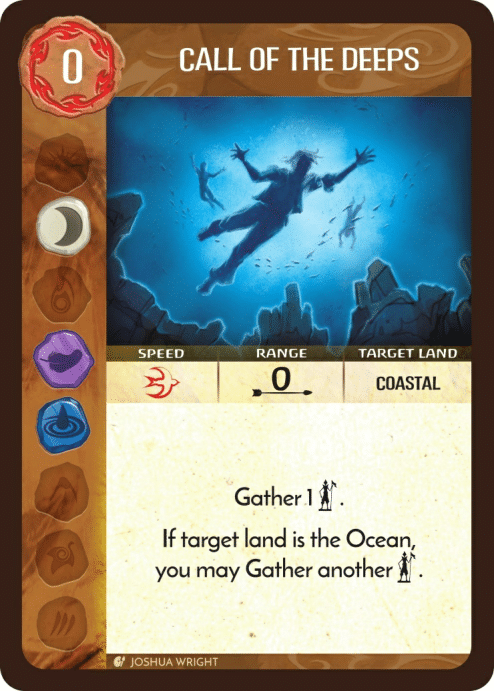 0
CALL OF THE DEEPS
SPEED RANGE TARGET LAND
0 COASTAL
Gather 1 .
If target land is the Ocean,
you may Gather another .
JOSHUA WRIGHT